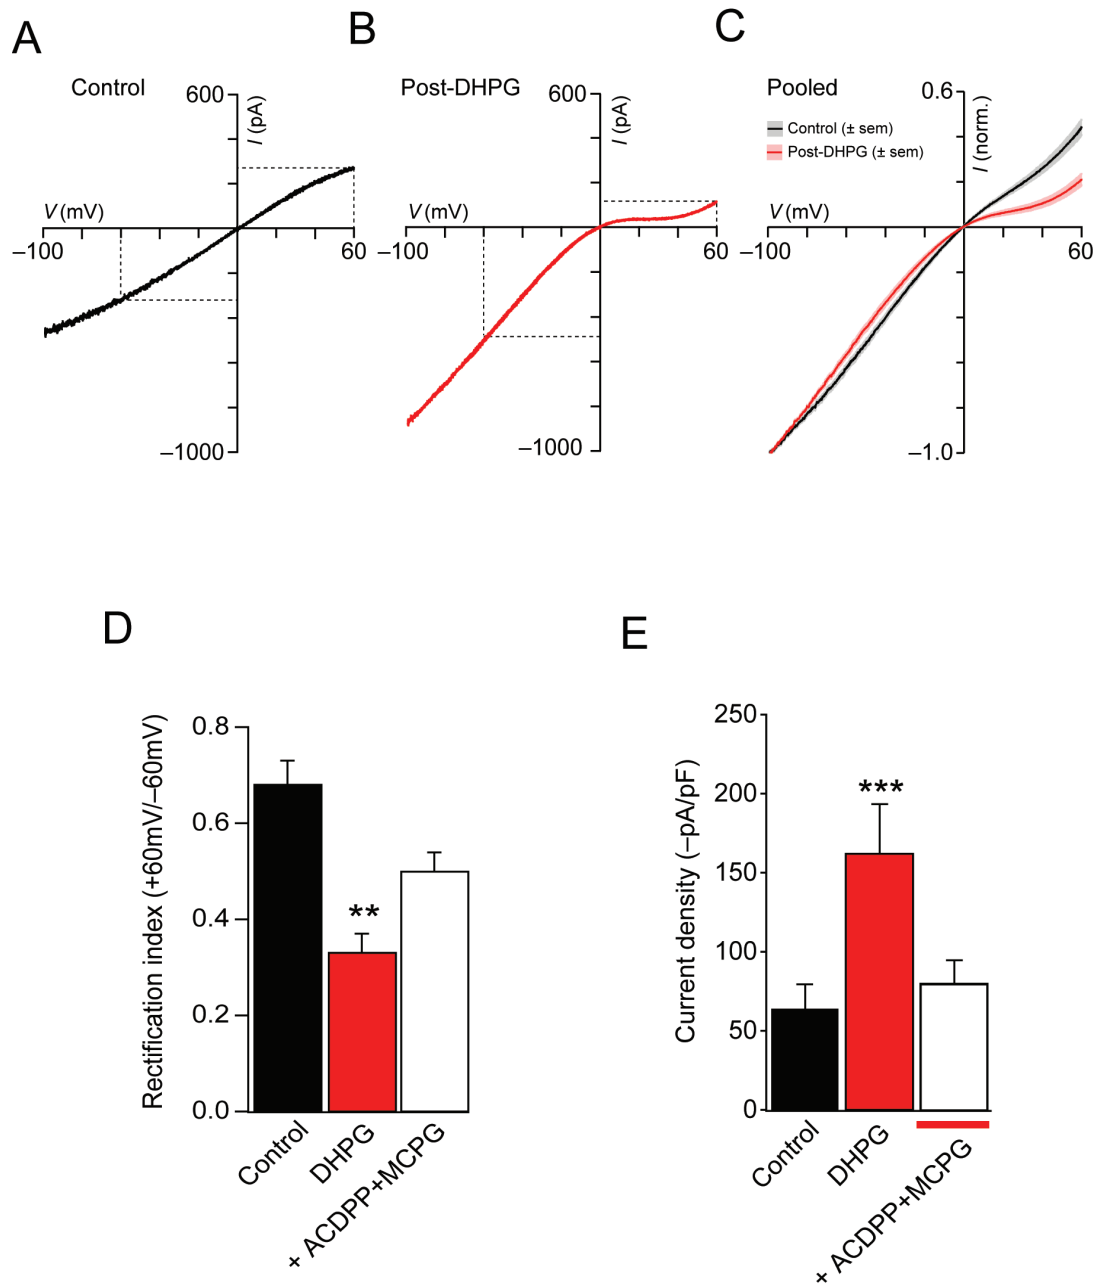 A
Control
600
I (pA)
V (mV)
–100
60
–1000
B
Post-DHPG
600
I (pA)
V (mV)
–100
60
–1000
C
Pooled
Control (± sem)
Post-DHPG (± sem)
0.6
I (norm.)
V (mV)
–100
60
–1.0
D
Rectification index (+60mV/–60mV)
0.8
0.6
0.4
0.2
0.0
**
Control
DHPG
+ ACDPP+MCPG
E
Current density (–pA/pF)
250
200
150
100
50
0
***
Control
DHPG
+ ACDPP+MCPG